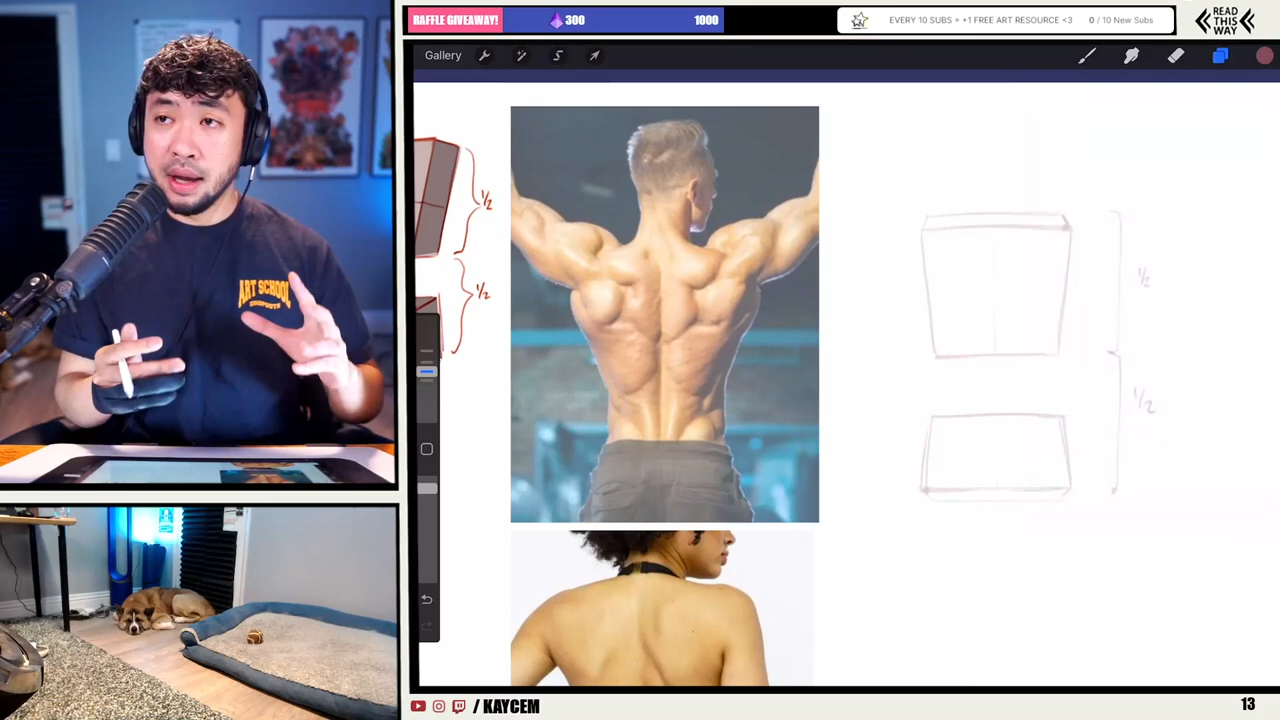 RAFFLE GIVEAWAY!
300
1000
EVERY 10 SUBS = +1 FREE ART RESOURCE <3
0 / 10 New Subs
READ
THIS
WAY
Gallery
1/2
1/2
1/2
1/2
ART SCHOOL
DROPOUTS
/ KAYCEM
13